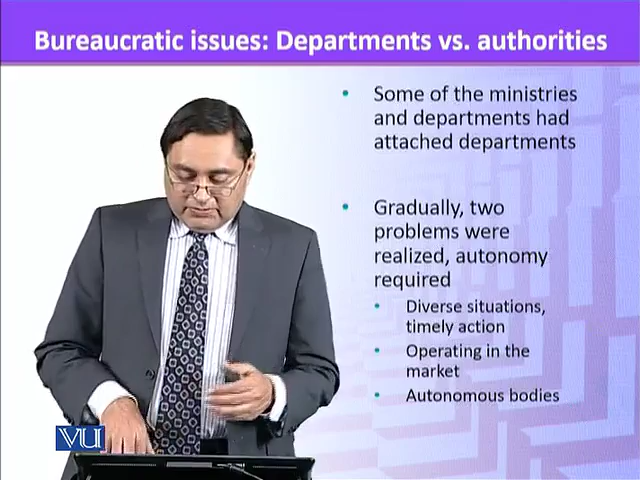 Bureaucratic issues: Departments vs. authorities
• Some of the ministries
and departments had
attached departments
• Gradually, two
problems were
realized, autonomy
required
• Diverse situations,
timely action
• Operating in the
market
• Autonomous bodies
VU